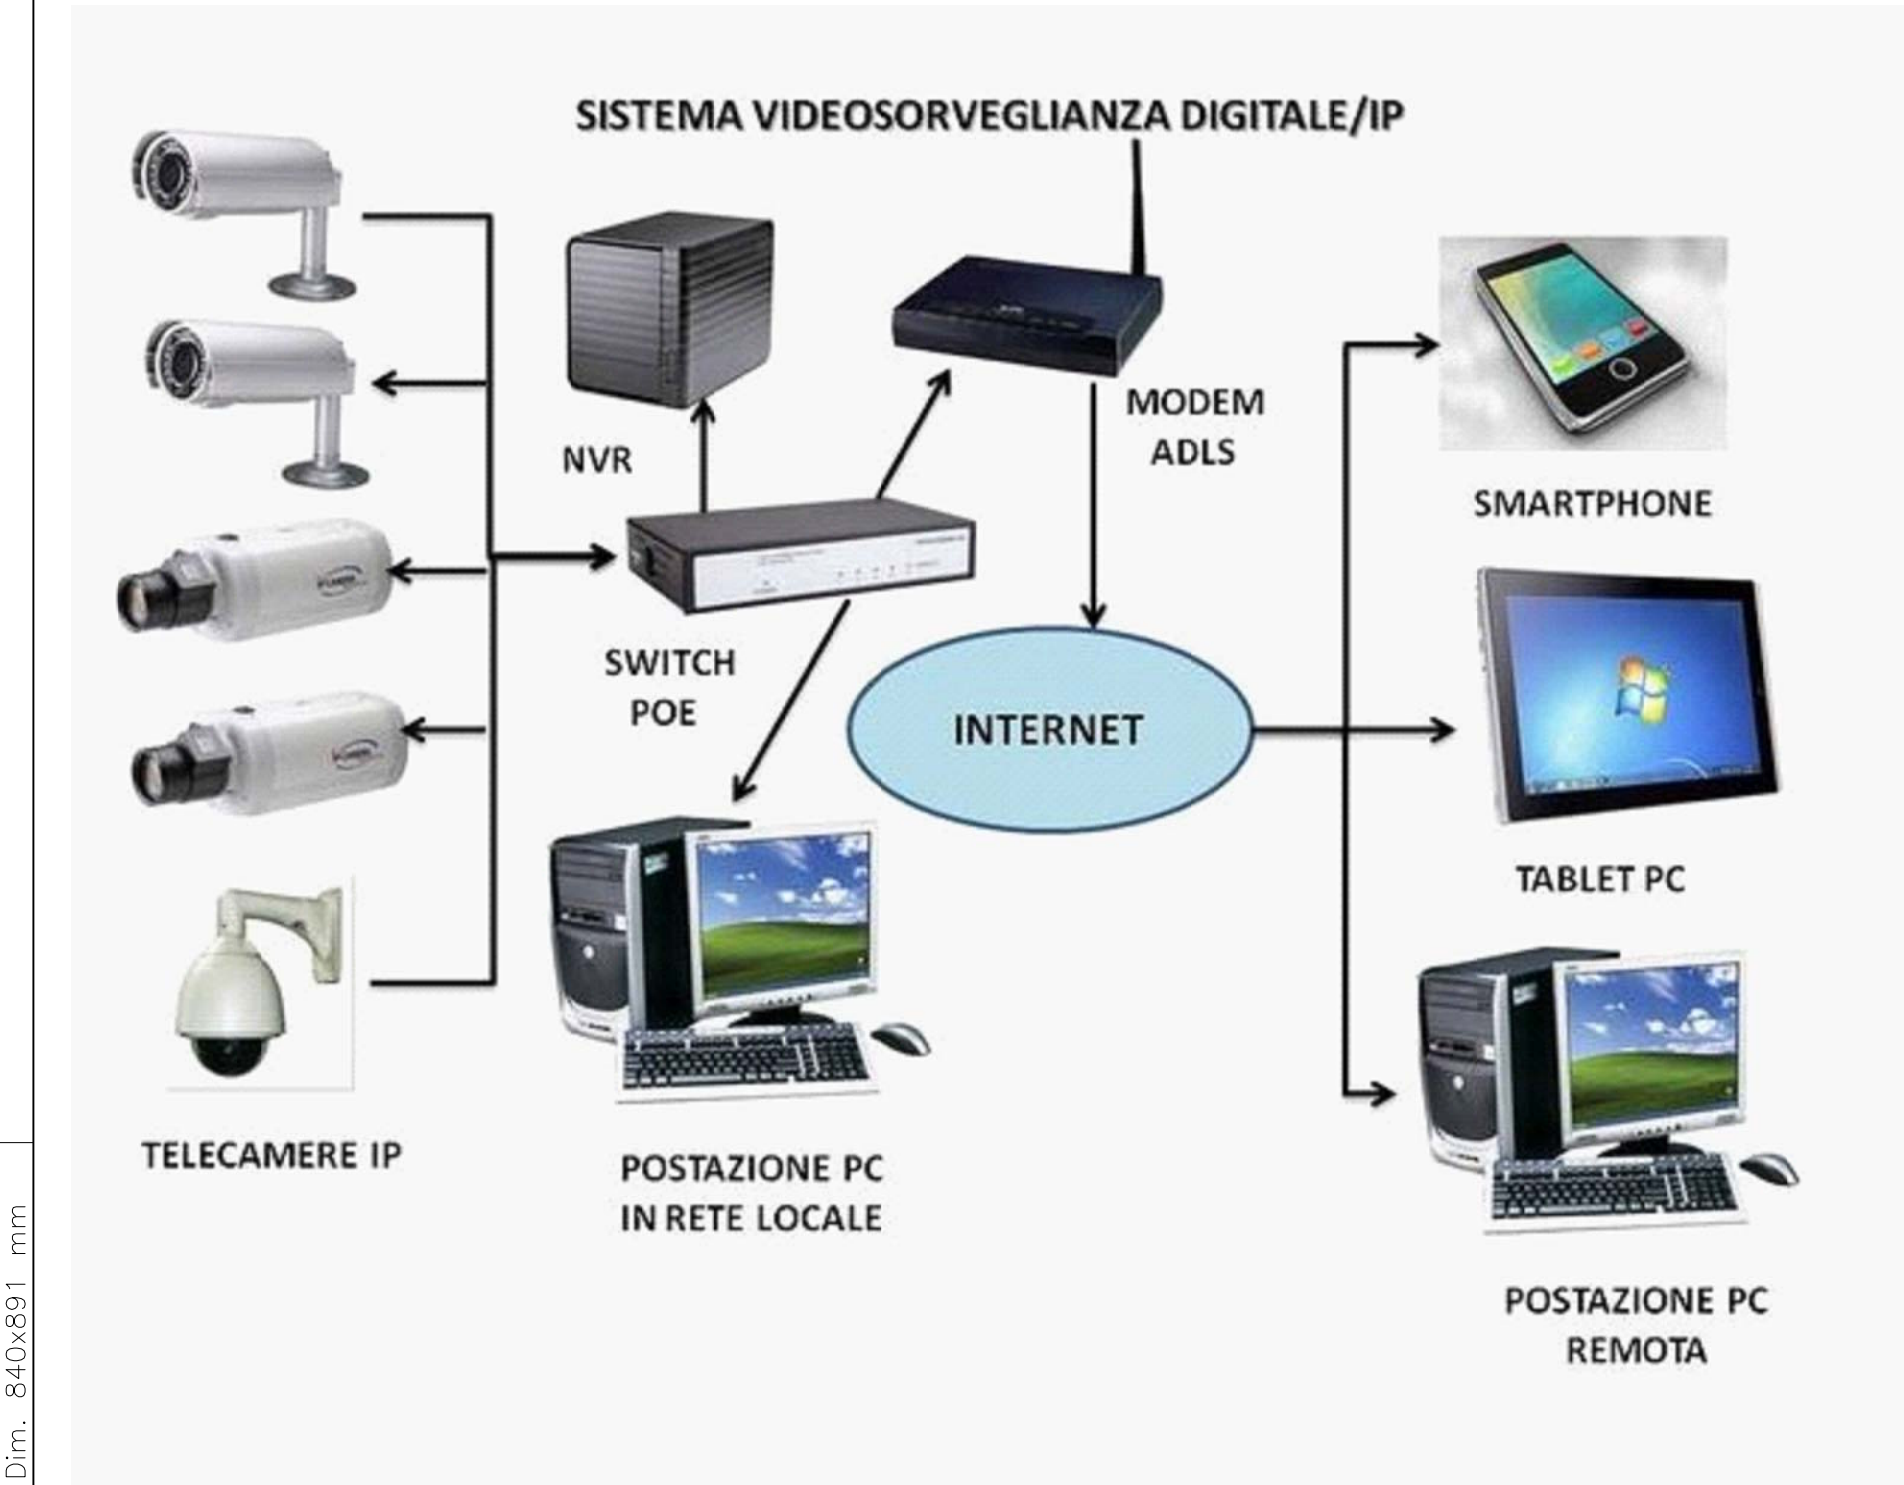 SISTEMA VIDEOSORVEGLIANZA DIGITALE/IP
NVR
MODEM
ADLS
SMARTPHONE
SWITCH
POE
INTERNET
TABLET PC
TELECAMERE IP
POSTAZIONE PC
IN RETE LOCALE
POSTAZIONE PC
REMOTA
Dim. 840x891 mm